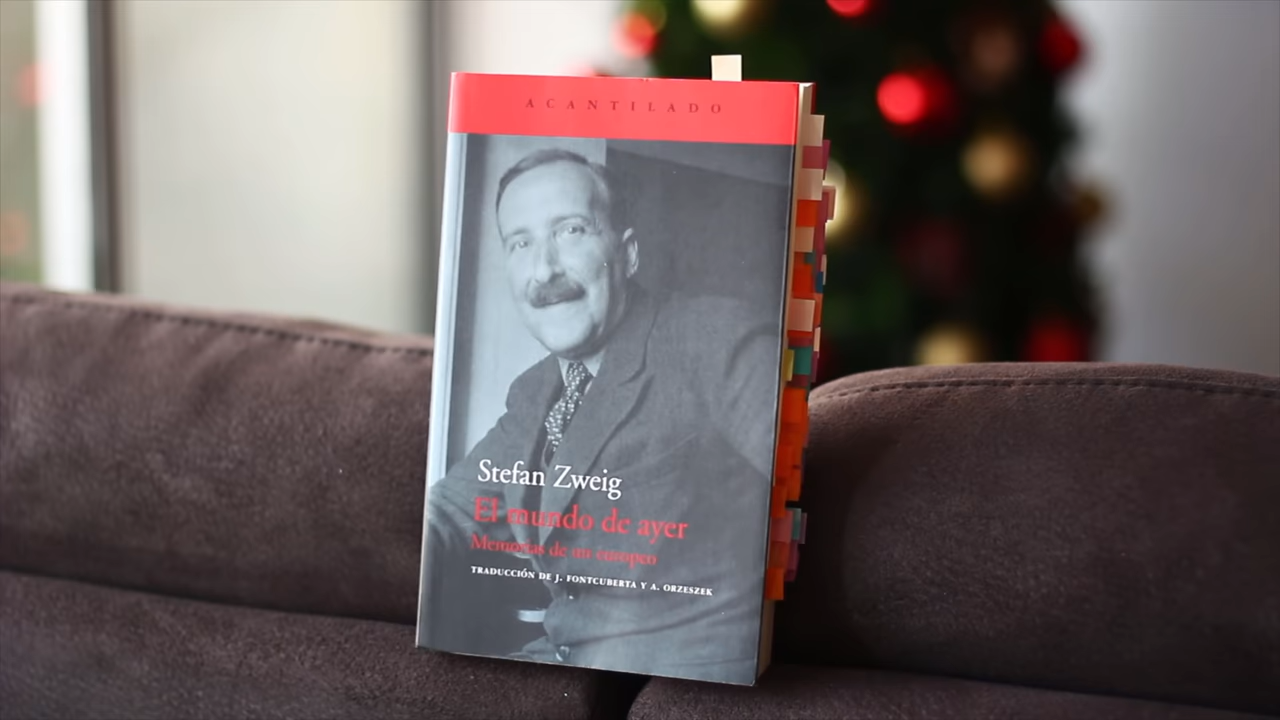 ACANTILADO
Stefan Zweig
El mundo de ayer
Memorias de un europeo
TRADUCCIÓN DE J. FONTCUBERTA Y A. ORZESZEK